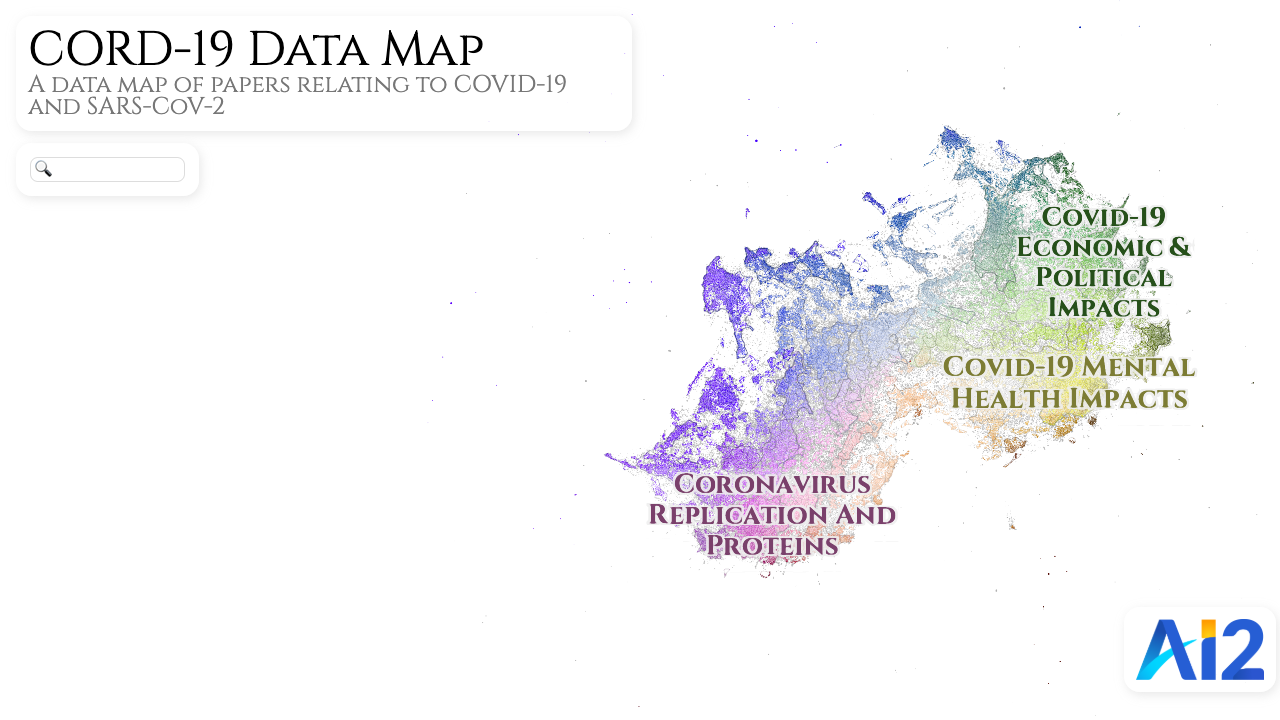 CORD-19 Data Map
A data map of papers relating to COVID-19
and SARS-CoV-2
Covid-19
Economic &
Political
Impacts
Covid-19 Mental
Health Impacts
Coronavirus
Replication And
Proteins
Ai2